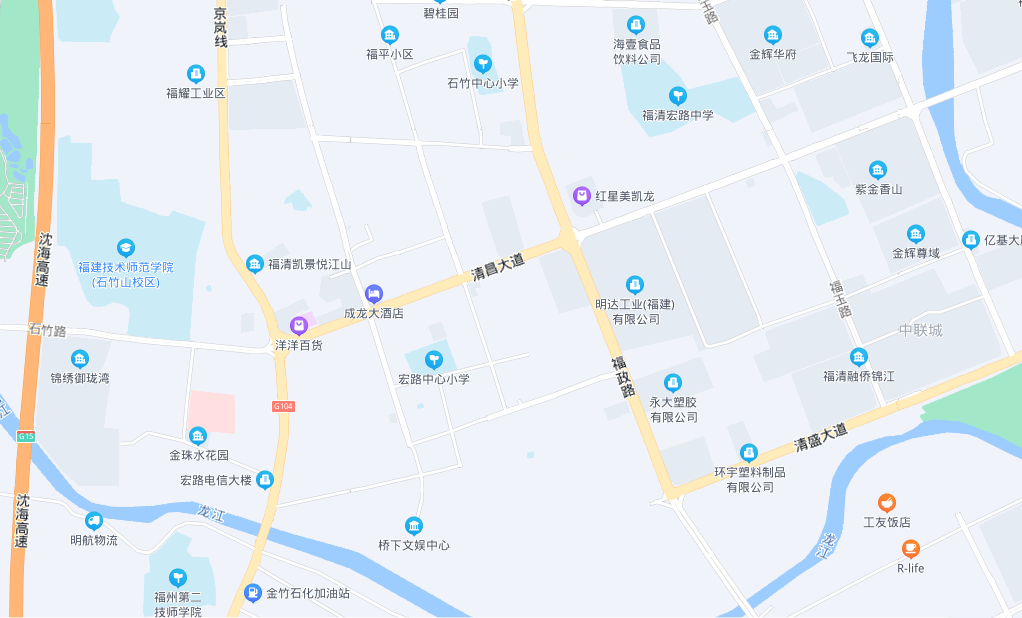 京岚线
碧桂园
福玉路
福平小区
海壹食品
饮料公司
金辉华府
飞龙国际
石竹中心小学
福耀工业区
福清宏路中学
紫金香山
红星美凯龙
沈海高速
福建技术师范学院
(石竹山校区)
福清凯景悦江山
清昌大道
金辉尊域
亿基大
成龙大酒店
明达工业(福建)
有限公司
福玉路
石竹路
洋洋百货
中联城
锦绣御珑湾
宏路中心小学
福政路
福清融侨锦江
永大塑胶
有限公司
G104
龙江
G15
金珠水花园
清盛大道
宏路电信大楼
环宇塑料制品
有限公司
沈海高速
龙江
明航物流
桥下文娱中心
工友饭店
龙江
R-life
福州第二
技师学院
金竹石化加油站